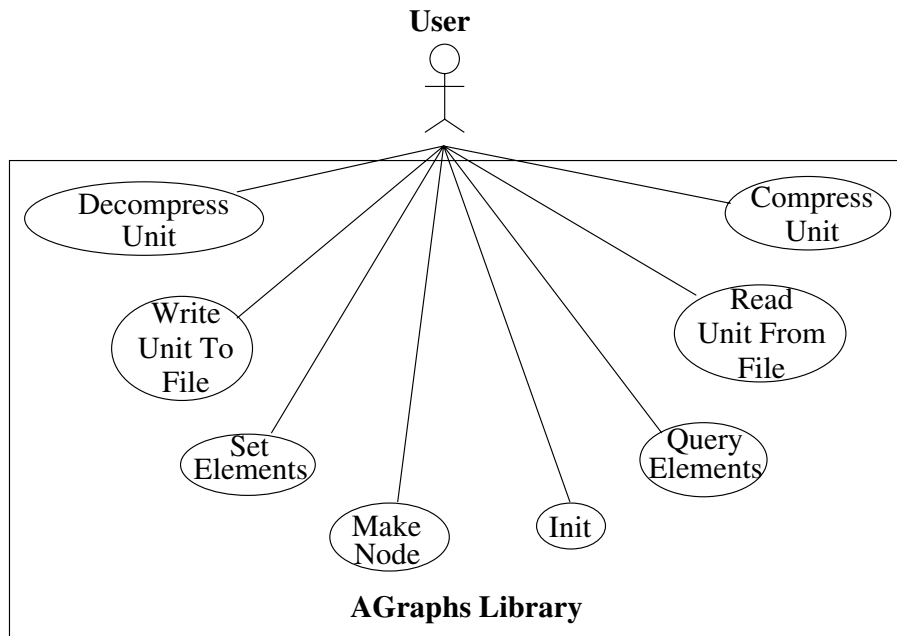 User
Decompress
Unit
Compress
Unit
Write
Unit To
File
Read
Unit From
File
Set
Elements
Query
Elements
Make
Node
Init
AGraphs Library